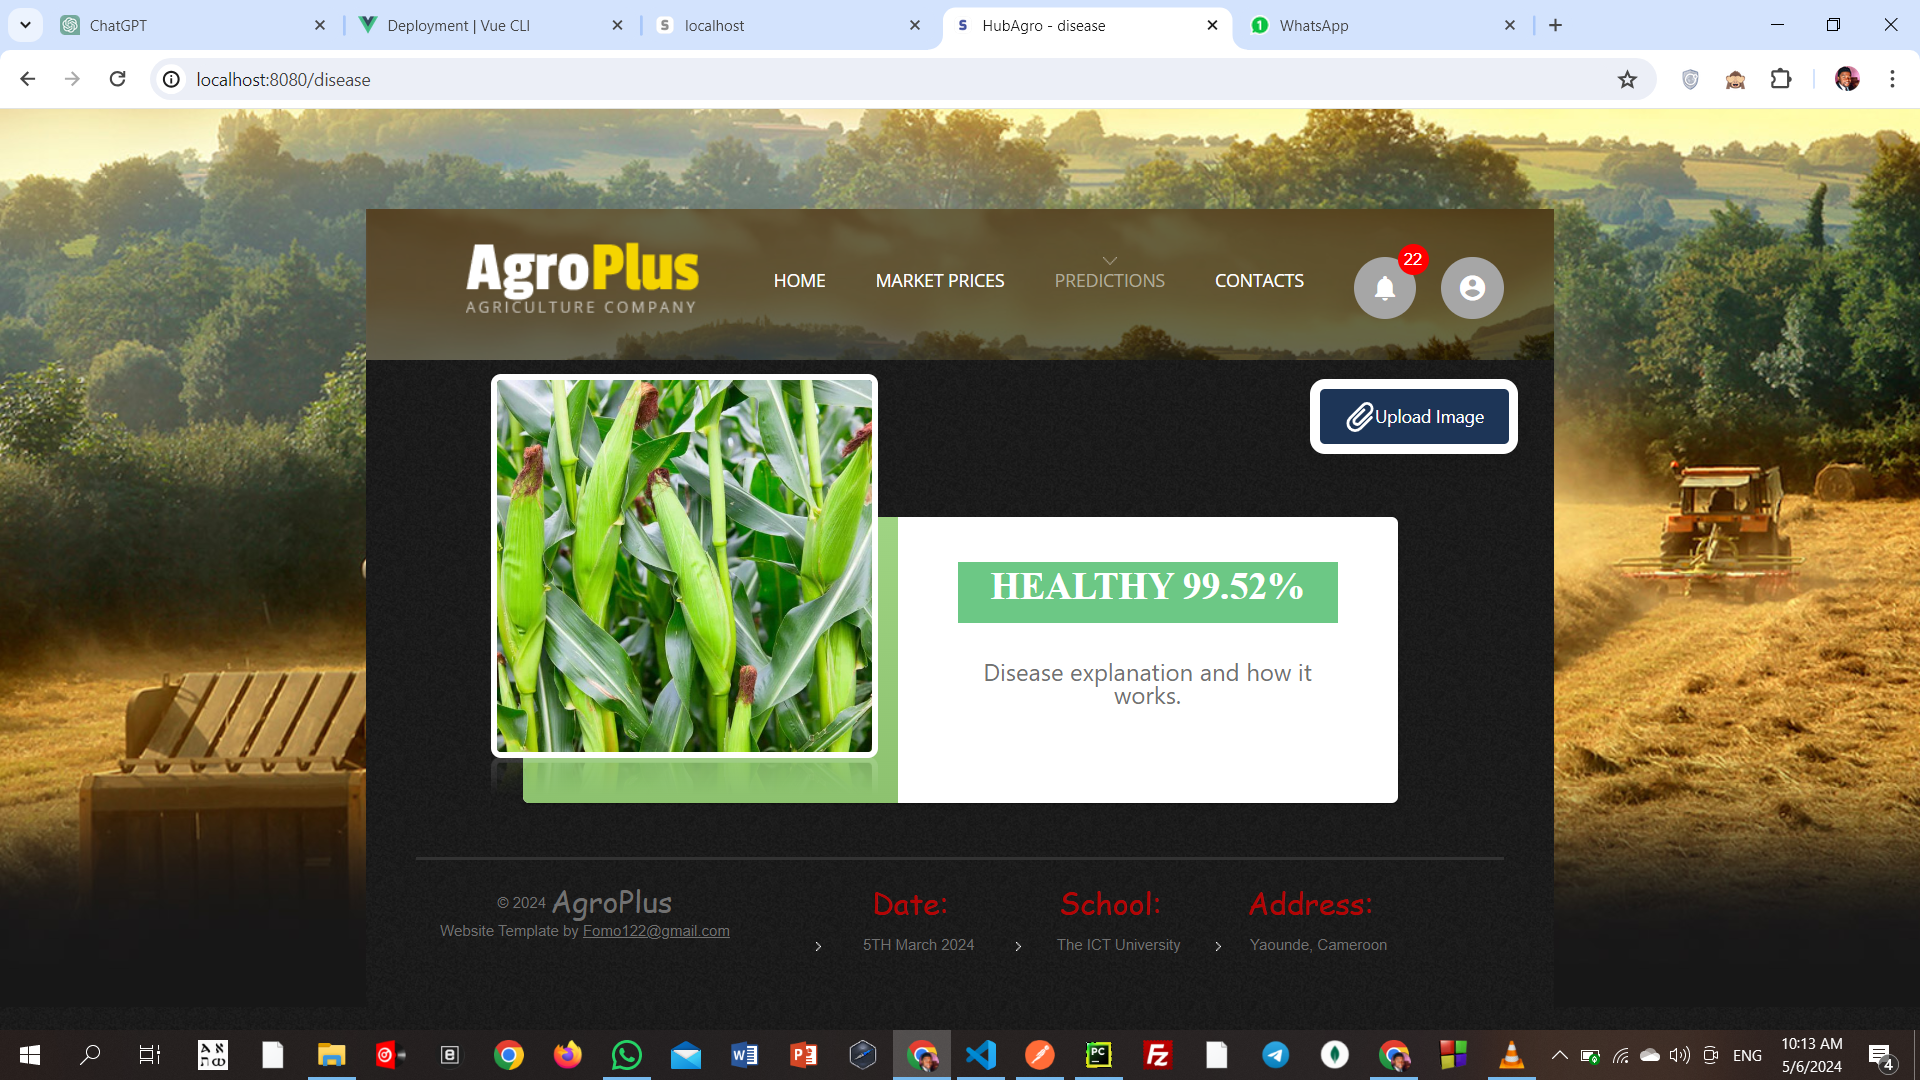 ChatGPT
Deployment | Vue CLI
S localhost
S HubAgro - disease
1 WhatsApp
localhost:8080/disease
AgroPlus
AGRICULTURE COMPANY
HOME
MARKET PRICES
PREDICTIONS
CONTACTS
22
Upload Image
HEALTHY 99.52%
Disease explanation and how it
works.
© 2024 AgroPlus
Website Template by Fomo122@gmail.com
Date:
5TH March 2024
School:
The ICT University
Address:
Yaounde, Cameroon
ENG
10:13 AM
5/6/2024
4